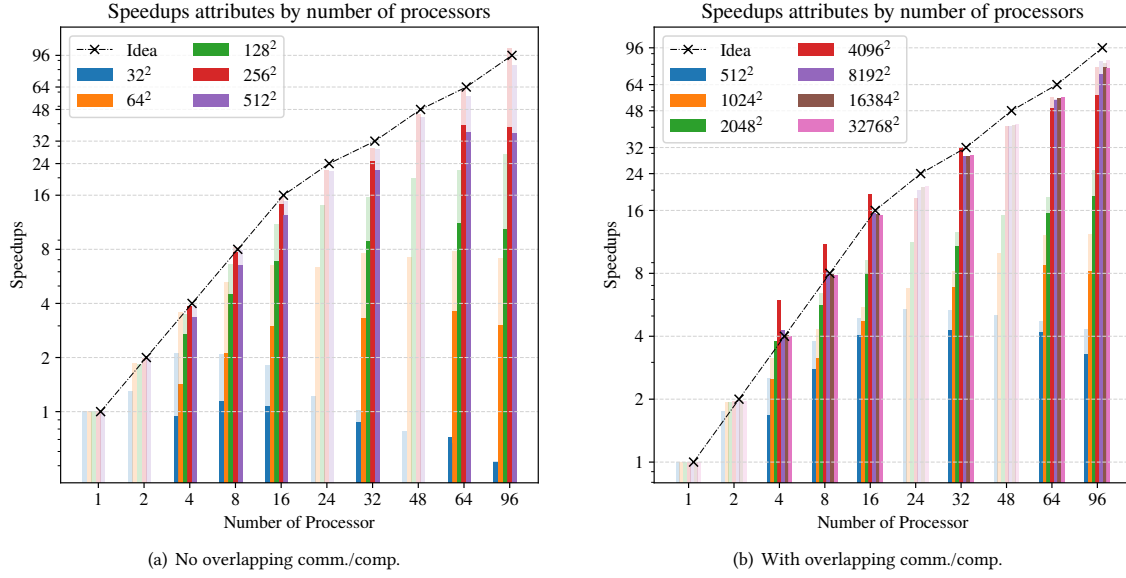 Speedups attributes by number of processors
Idea
32²
64²
128²
256²
512²
96
64
48
32
24
16
8
4
2
1
Speedups
1 2 4 8 16 24 32 48 64 96
Number of Processor
(a) No overlapping comm./comp.
Speedups attributes by number of processors
Idea
512²
1024²
2048²
4096²
8192²
16384²
32768²
96
64
48
32
24
16
8
4
2
1
Speedups
1 2 4 8 16 24 32 48 64 96
Number of Processor
(b) With overlapping comm./comp.